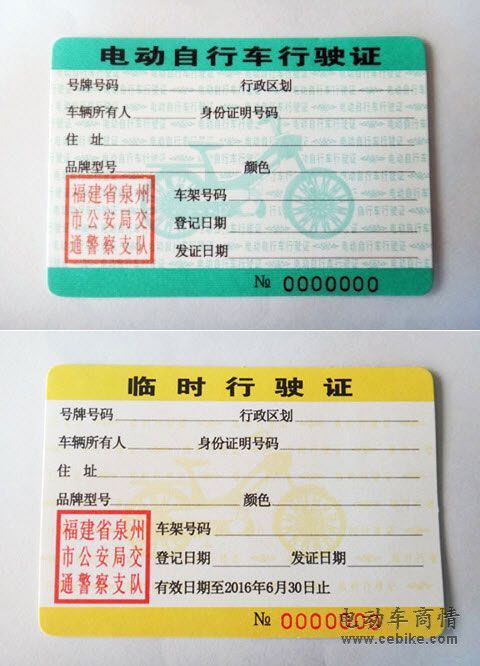 电动自行车行驶证
号牌号码 行政区划
车辆所有人 身份证明号码
住 址
品牌型号 颜色
福建省泉州
市公安局交
通警察支队
车架号码
登记日期
发证日期
№ 0000000
临时行驶证
号牌号码 行政区划
车辆所有人 身份证明号码
住 址
品牌型号 颜色
福建省泉州
市公安局交
通警察支队
车架号码
登记日期 发证日期
有效日期至2016年6月30日止
№ 0000000
电动车商情
www.cebike.com